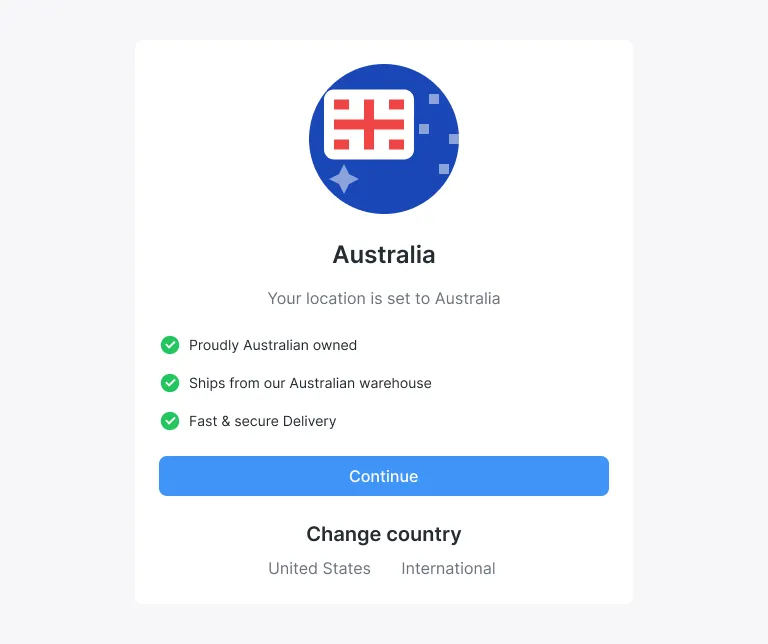 Australia
Your location is set to Australia
Proudly Australian owned
Ships from our Australian warehouse
Fast & secure Delivery
Continue
Change country
United States International